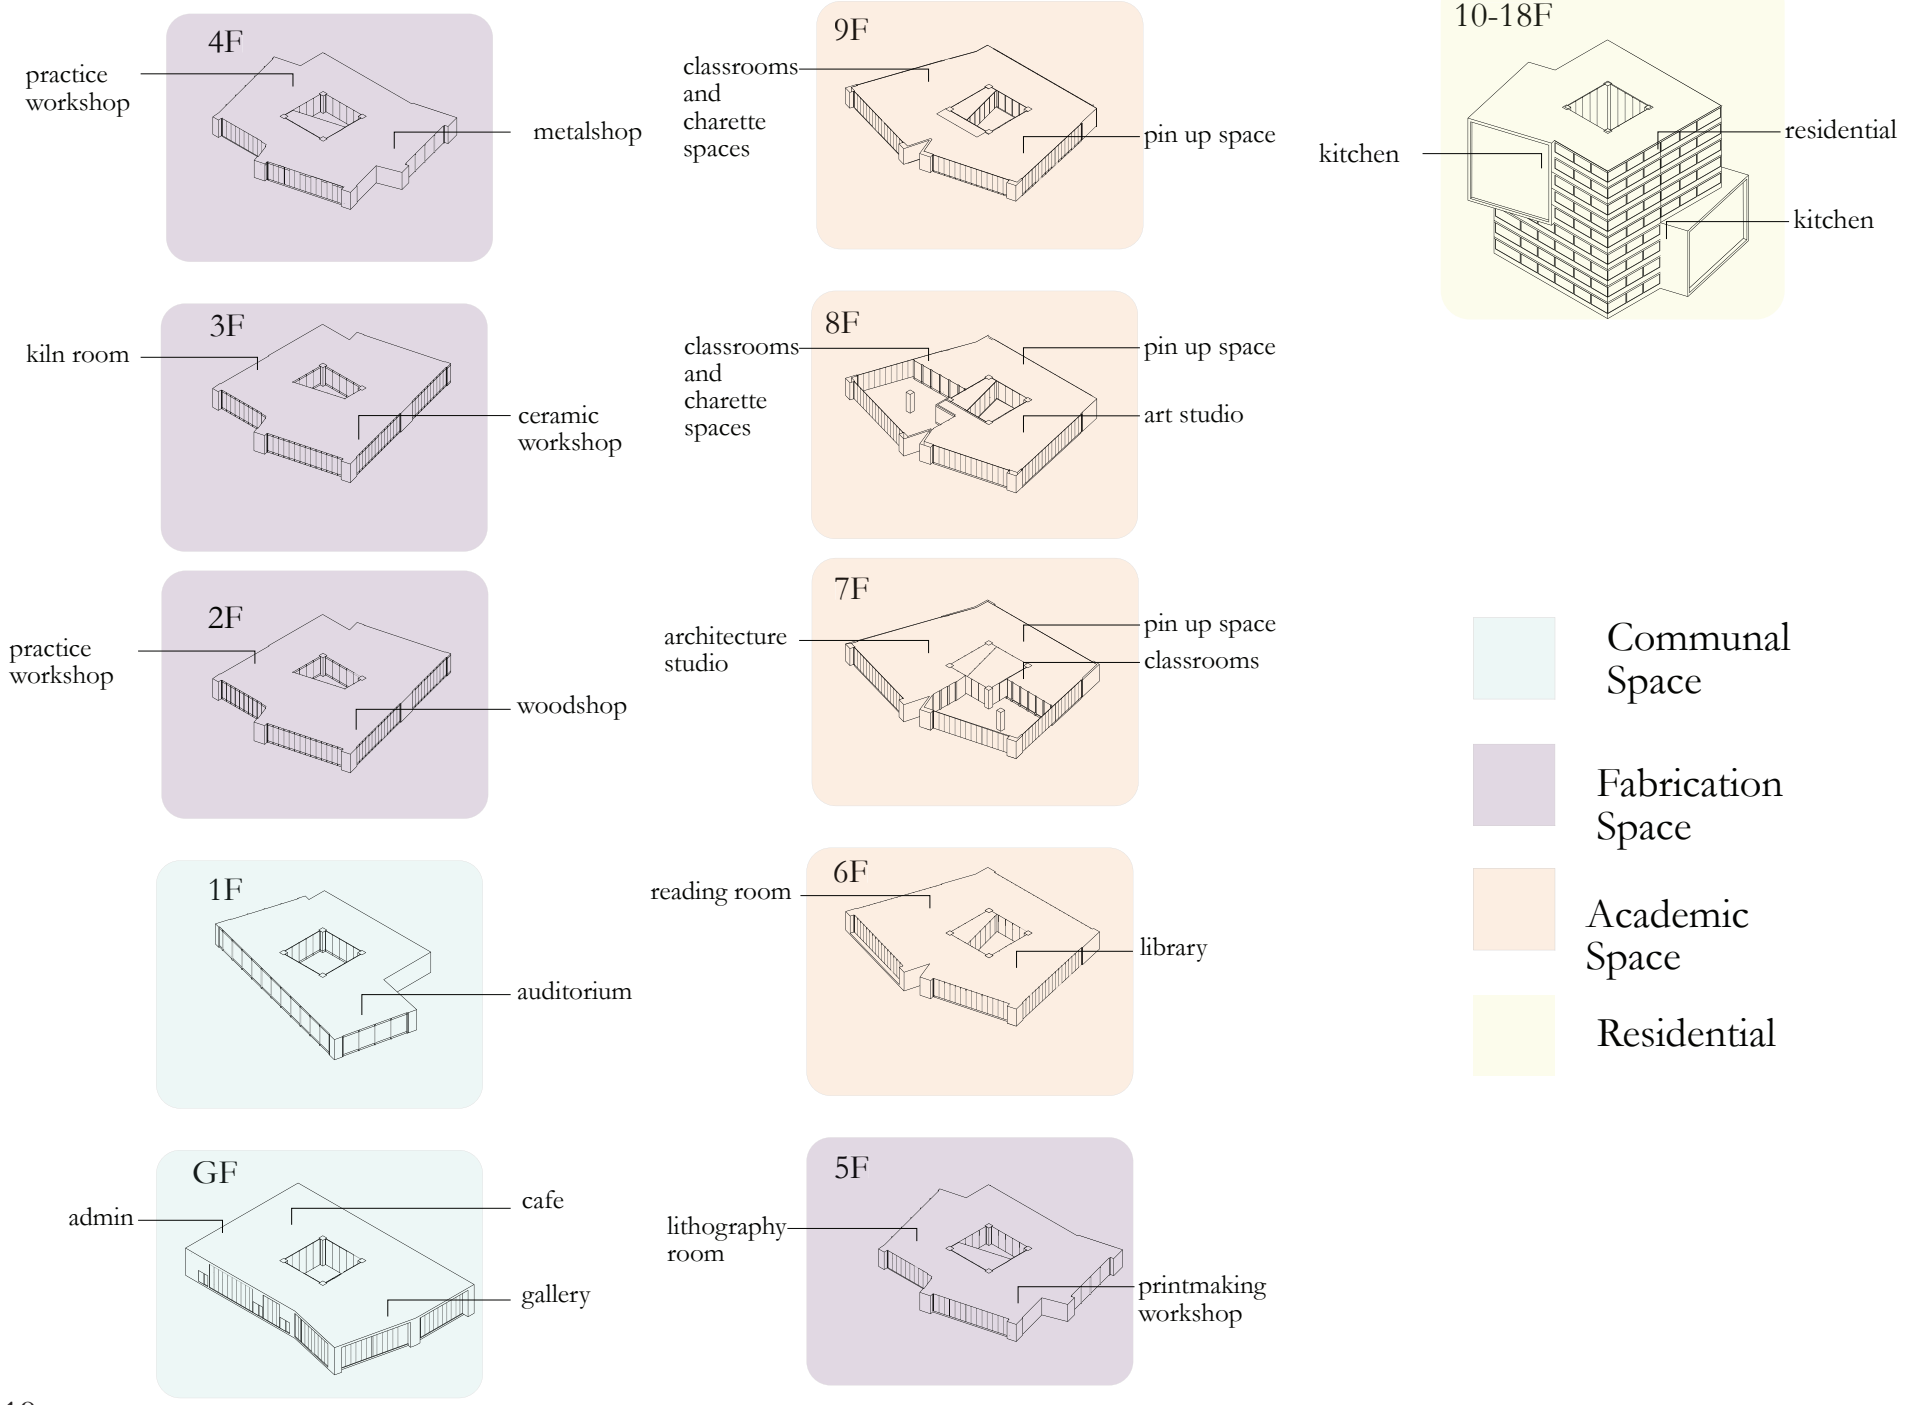 4F
practice
workshop
metalshop
3F
kiln room
ceramic
workshop
2F
practice
workshop
woodshop
1F
auditorium
GF
admin
cafe
gallery
9F
classrooms
and
charette
spaces
pin up space
8F
classrooms
and
charette
spaces
pin up space
art studio
7F
architecture
studio
pin up space
classrooms
6F
reading room
library
5F
lithography
room
printmaking
workshop
10-18F
kitchen
residential
kitchen
Communal
Space
Fabrication
Space
Academic
Space
Residential